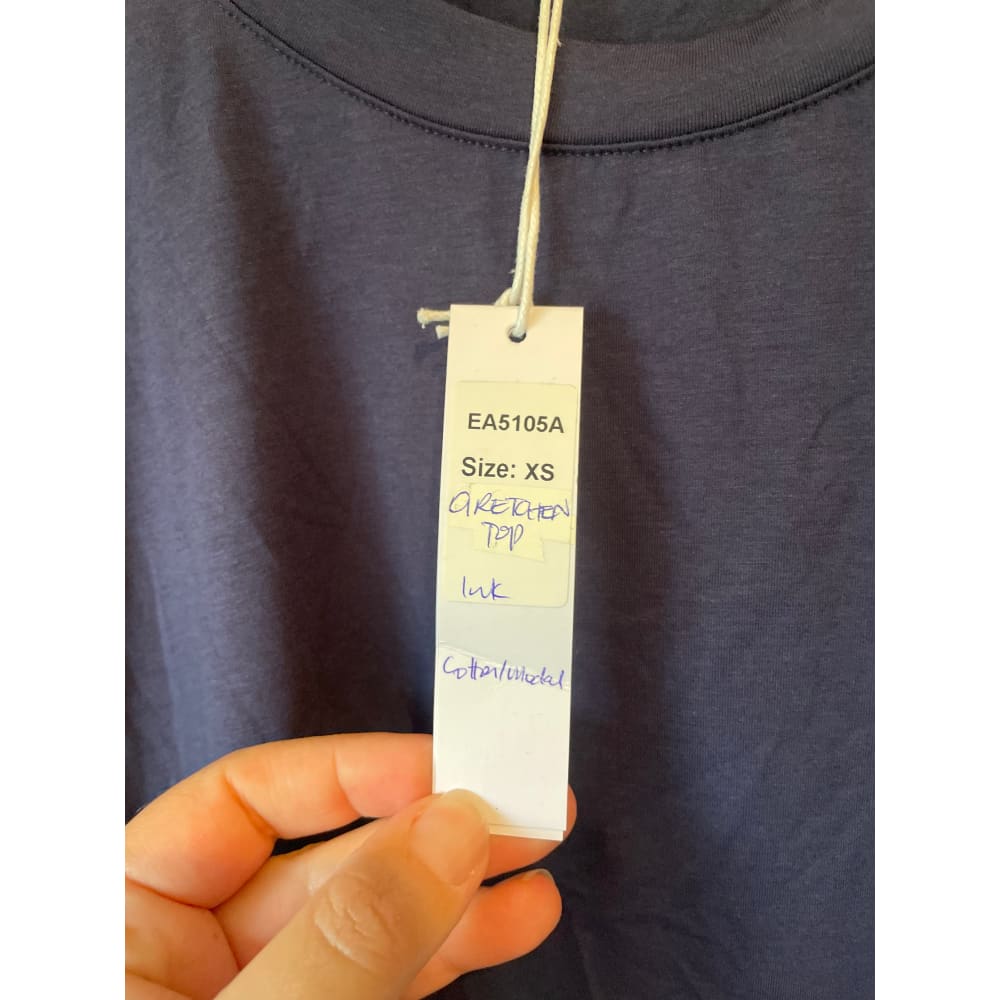 EA5105A
Size: XS
GRETCHEN
TOP
Ink
Cotton/Modal